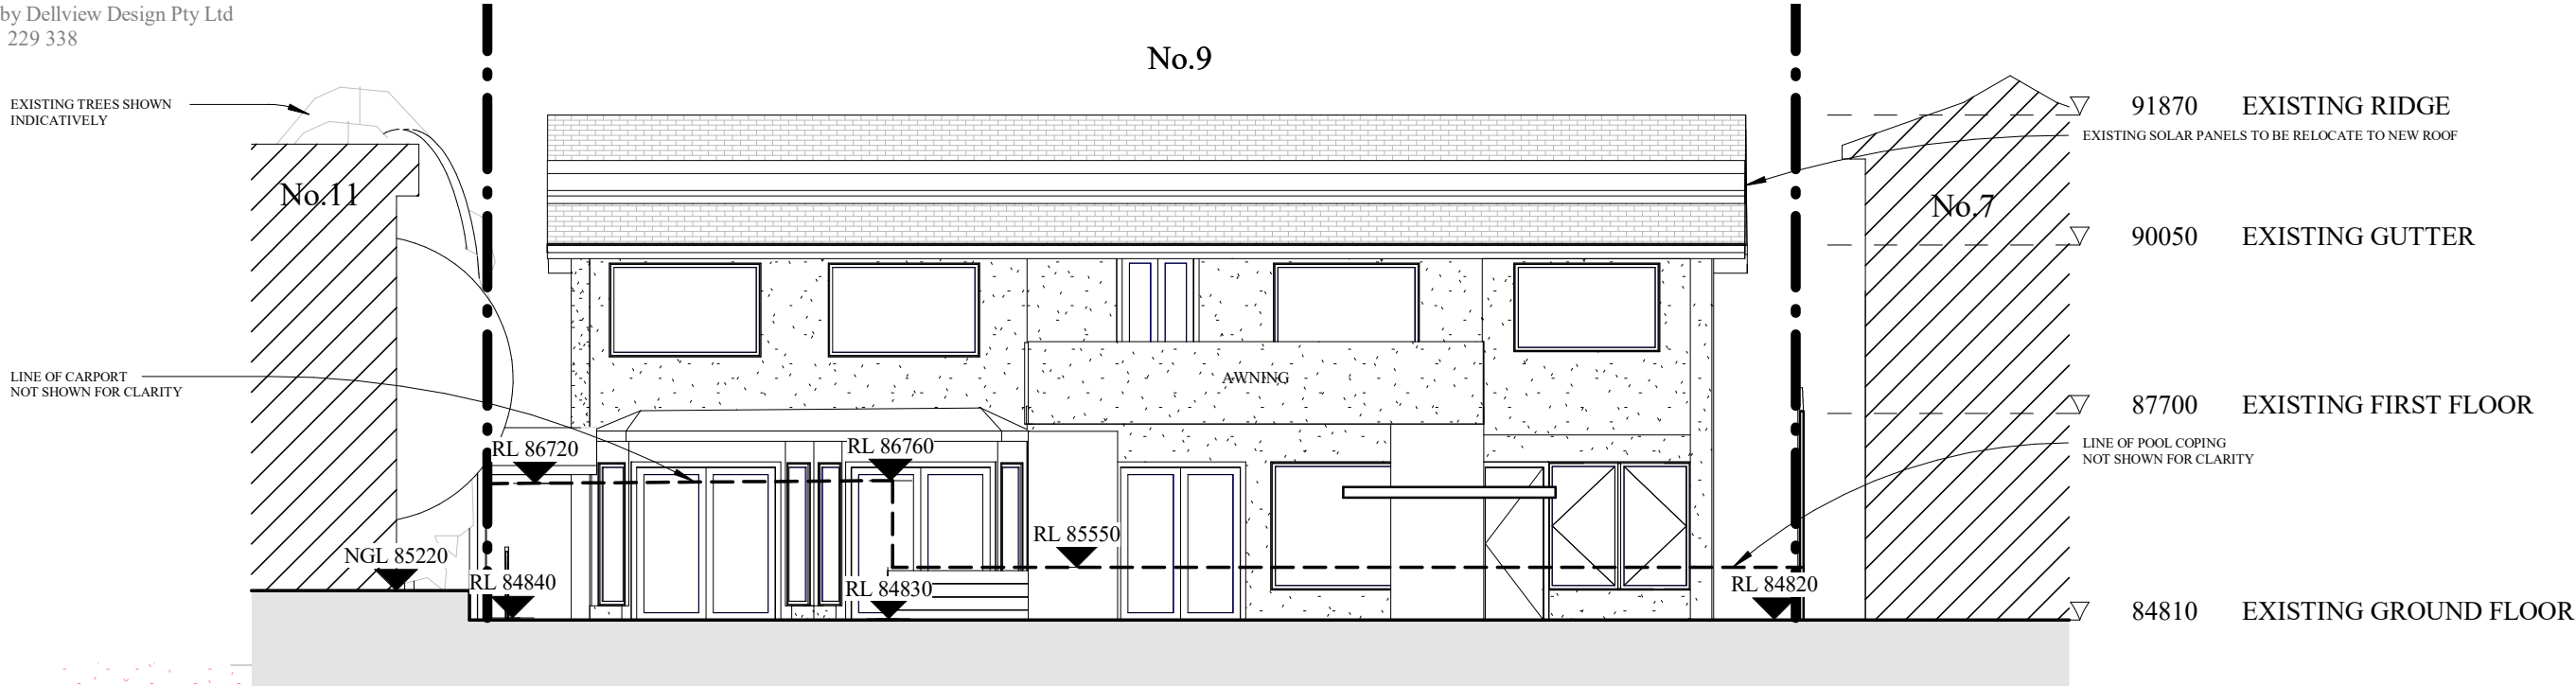 by Dellview Design Pty Ltd
229 338
No.9
EXISTING TREES SHOWN
INDICATIVELY
91870 EXISTING RIDGE
EXISTING SOLAR PANELS TO BE RELOCATE TO NEW ROOF
No.11
No.7
90050 EXISTING GUTTER
LINE OF CARPORT
NOT SHOWN FOR CLARITY
AWNING
87700 EXISTING FIRST FLOOR
RL 86720
RL 86760
LINE OF POOL COPING
NOT SHOWN FOR CLARITY
RL 85550
NGL 85220
RL 84840
RL 84830
RL 84820
84810 EXISTING GROUND FLOOR